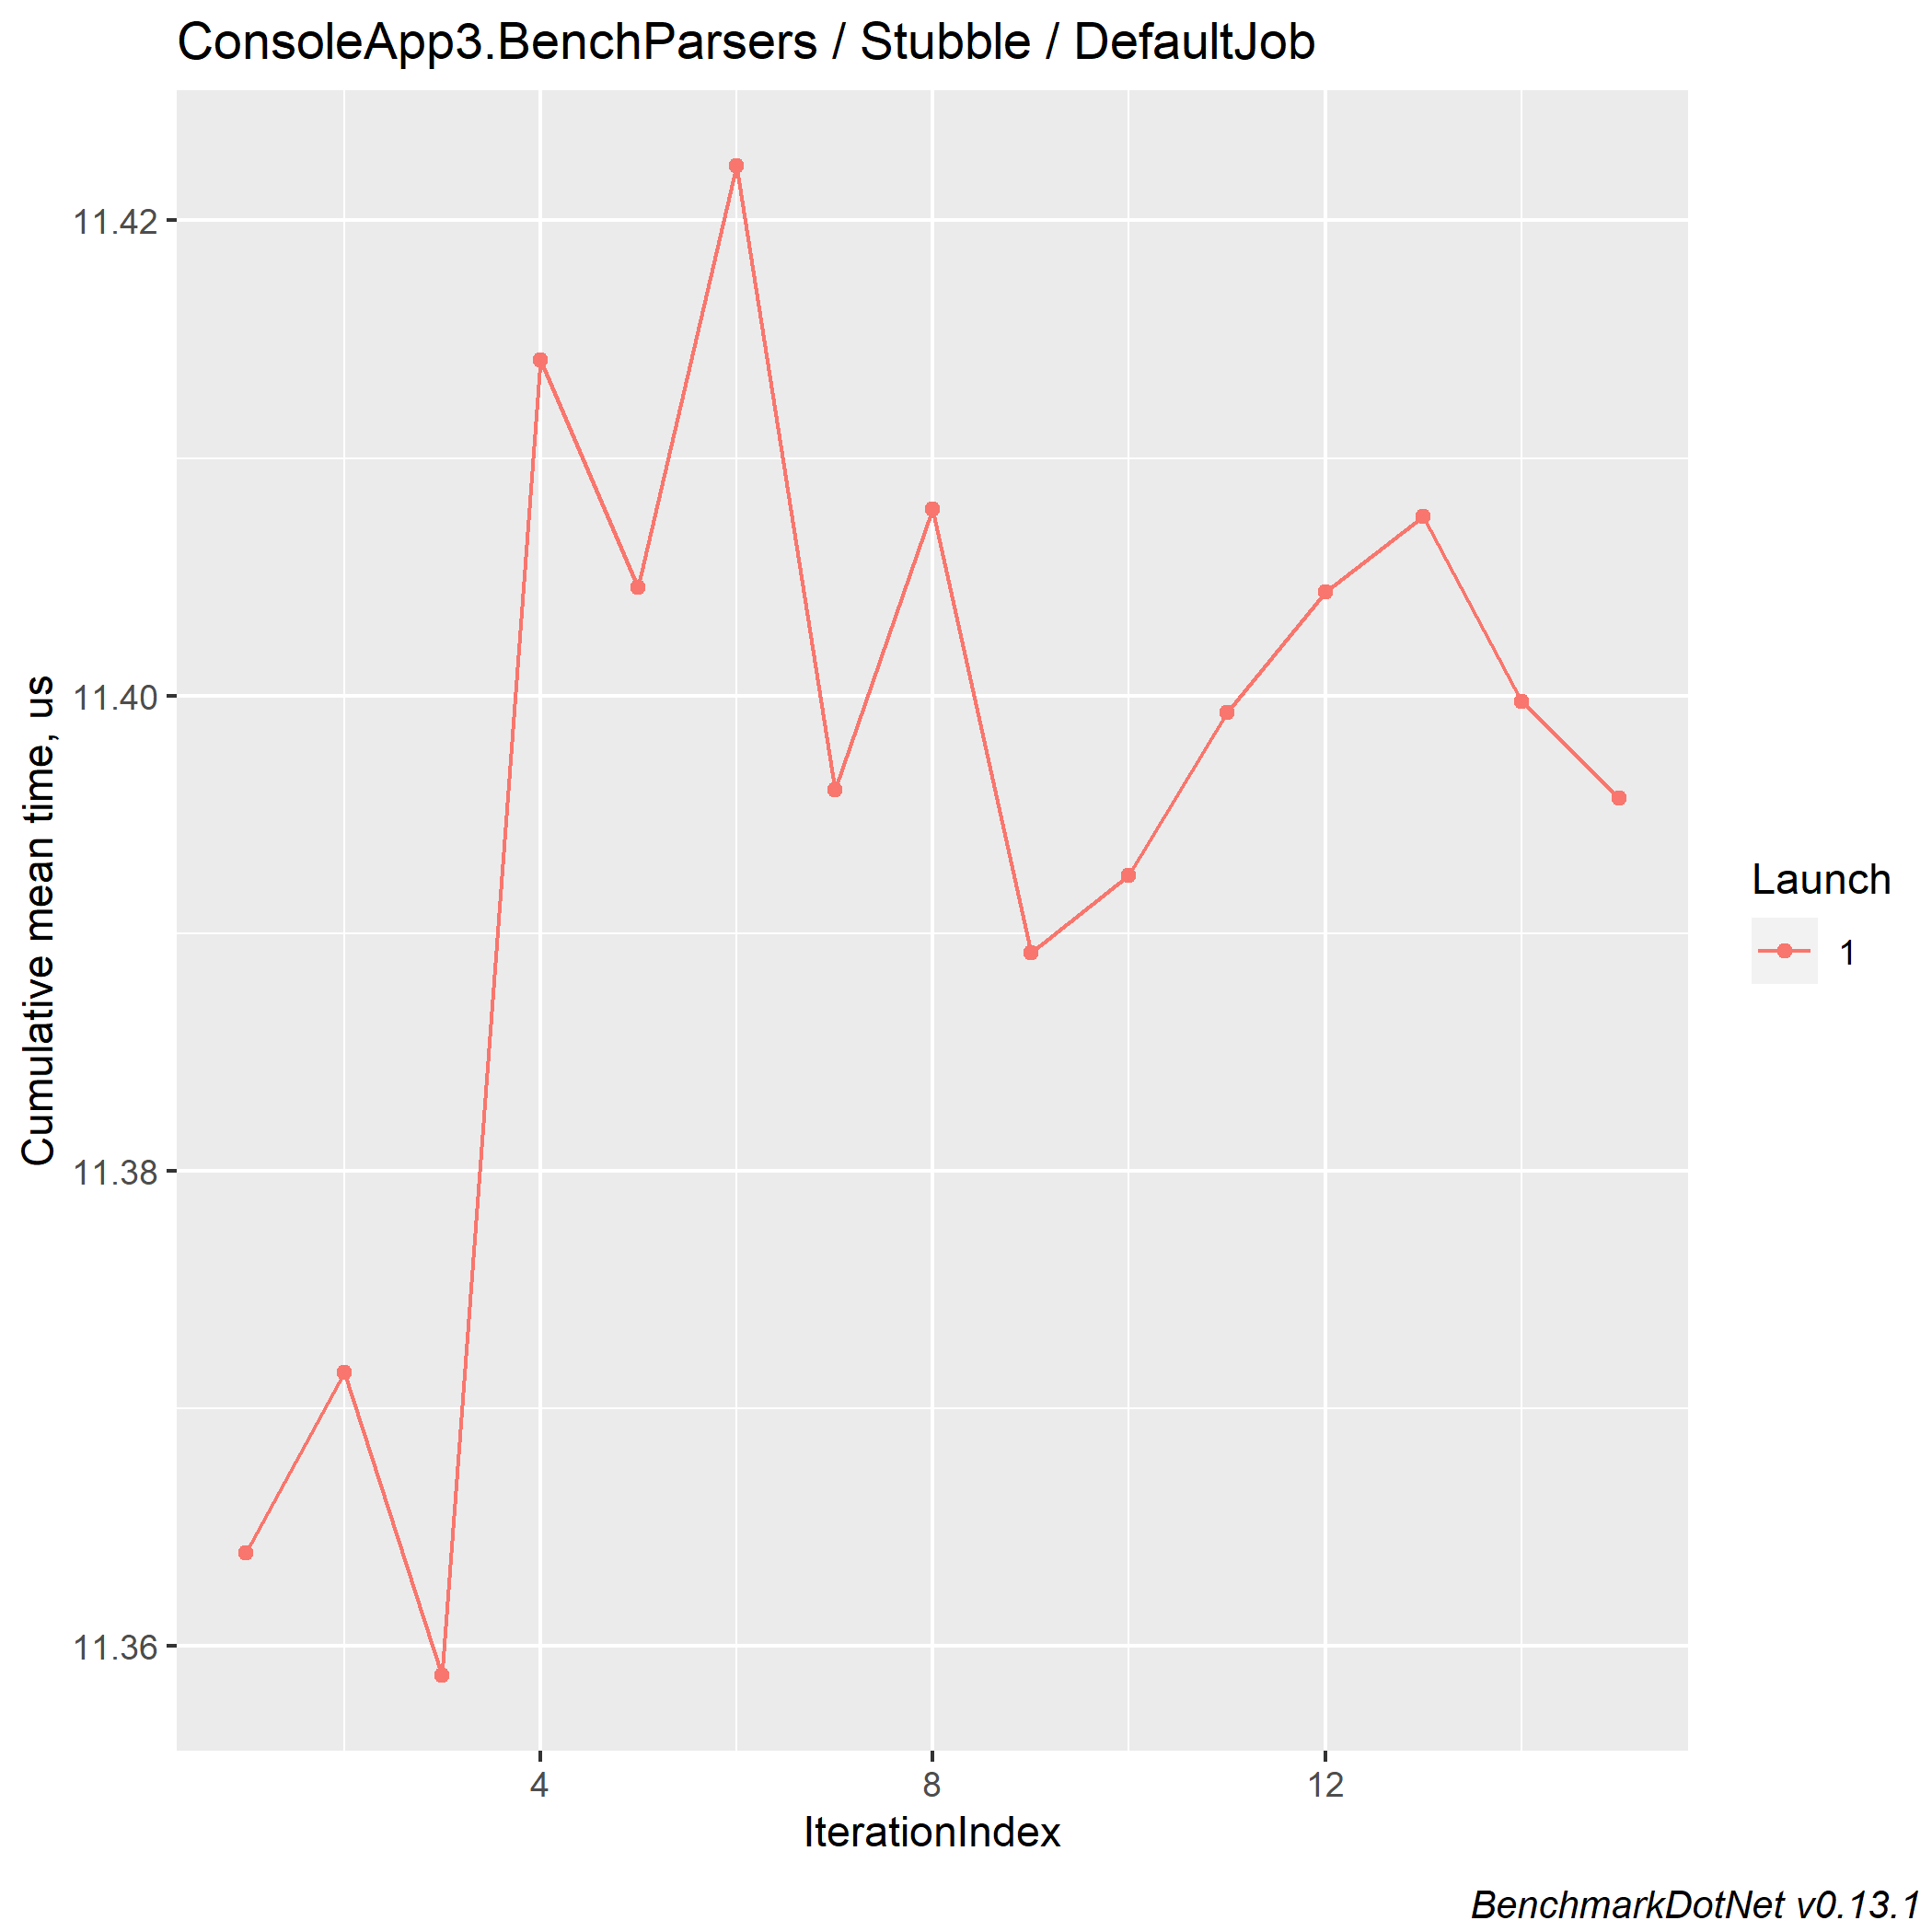 ConsoleApp3.BenchParsers / Stubble / DefaultJob
Cumulative mean time, us
11.42
11.40
11.38
11.36
4
8
12
IterationIndex
Launch
1
BenchmarkDotNet v0.13.1